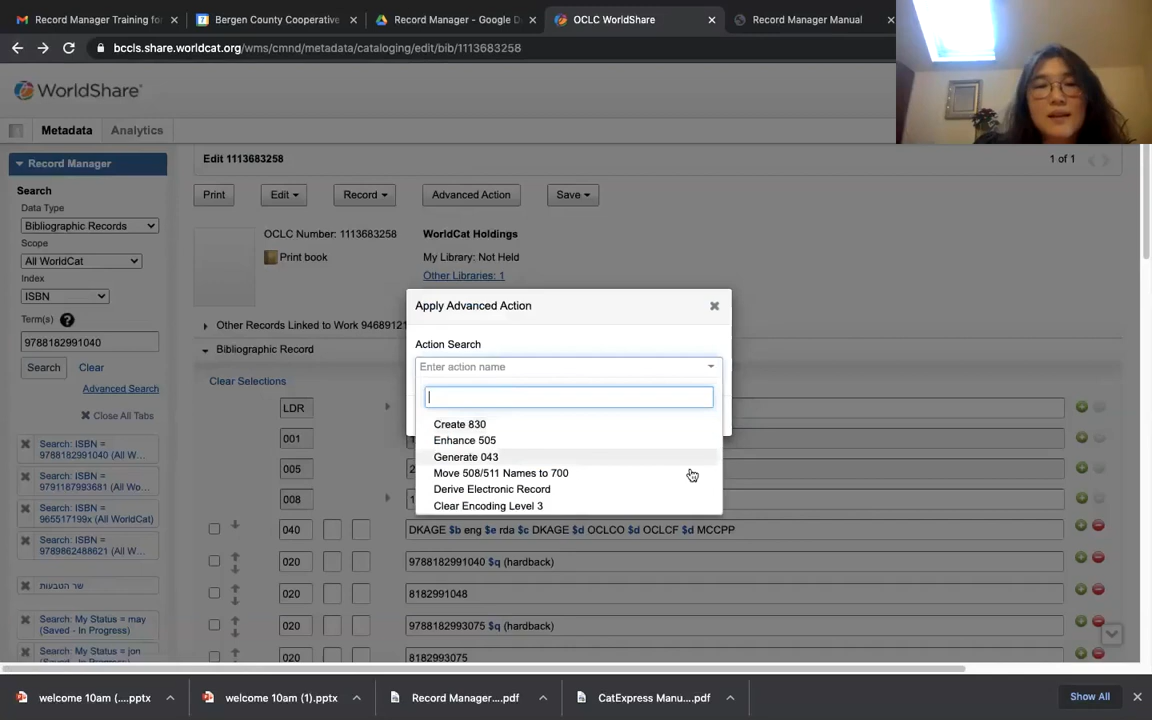 Record Manager Training for
Bergen County Cooperative
Record Manager - Google D
OCLC WorldShare
Record Manager Manual
bccls.share.worldcat.org/wms/cmnd/metadata/cataloging/edit/bib/1113683258
WorldShare®
Metadata
Analytics
Record Manager
Search
Data Type
Bibliographic Records
Scope
All WorldCat
Index
ISBN
Term(s)
9788182991040
Search
Clear
Advanced Search
Close All Tabs
Search: ISBN =
9788182991040 (All W...
Search: ISBN =
9791187993681 (All Wo...
Search: ISBN =
965517199x (All WorldCat)
Search: ISBN =
9789862488621 (All W...
שר הטבעות
Search: My Status = may
(Saved - In Progress)
Search: My Status = jon
(Saved - In Progress)
Edit 1113683258
1 of 1
Print
Edit
Record
Advanced Action
Save
OCLC Number: 1113683258
Print book
WorldCat Holdings
My Library: Not Held
Other Libraries: 1
Other Records Linked to Work 94689121
Bibliographic Record
Clear Selections
Apply Advanced Action
Action Search
Enter action name
Create 830
Enhance 505
Generate 043
Move 508/511 Names to 700
Derive Electronic Record
Clear Encoding Level 3
LDR
001
005
008
040 DKAGE $b eng $e rda $c DKAGE $d OCLCO $d OCLCF $d MCCPP
020 9788182991040 $q (hardback)
020 8182991048
020 9788182993075 $q (hardback)
020 8182993075
welcome 10am (....pptx
welcome 10am (1).pptx
Record Manager....pdf
CatExpress Manu....pdf
Show All